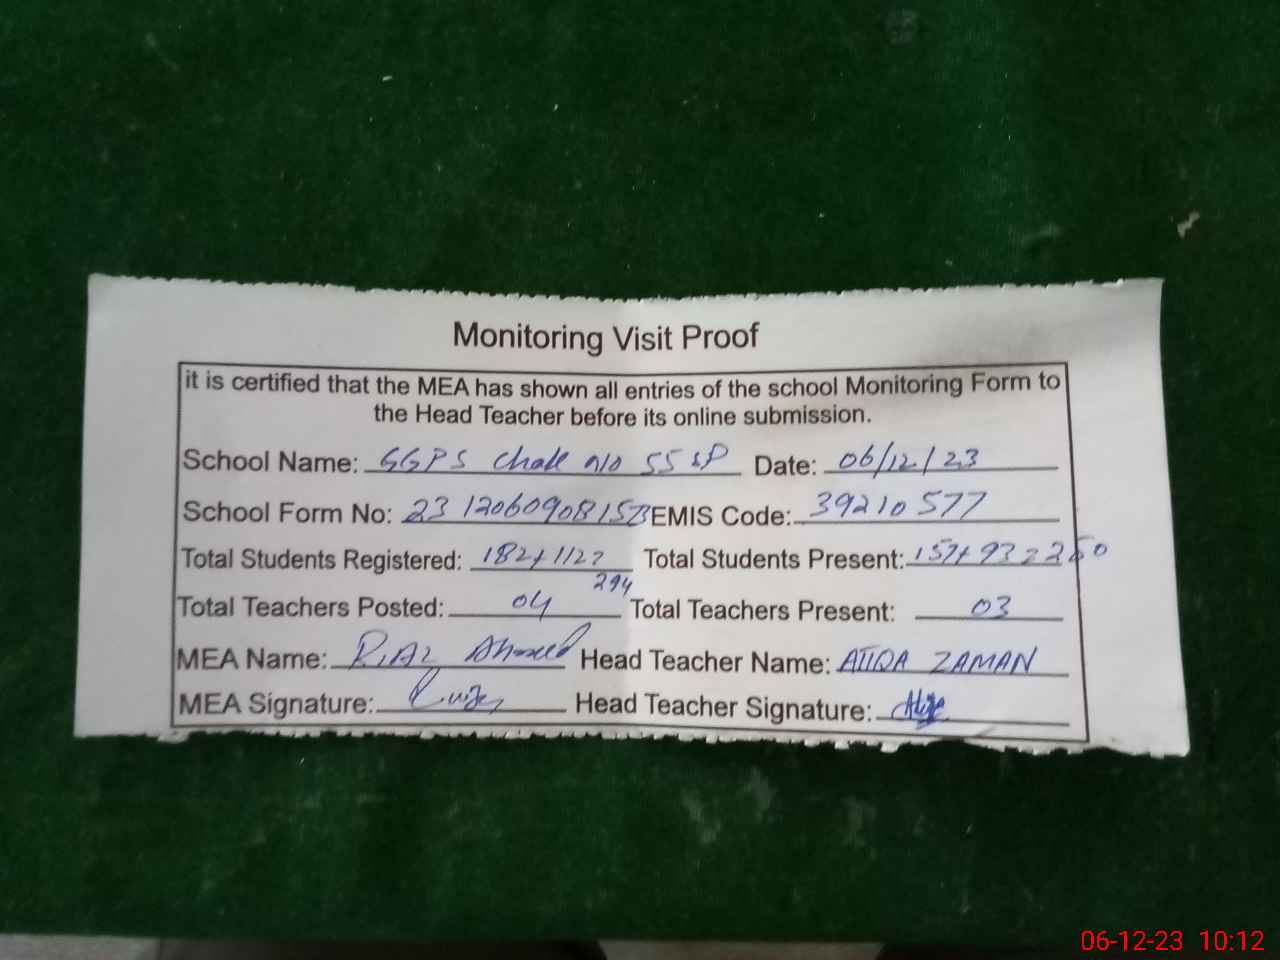 Monitoring Visit Proof
it is certified that the MEA has shown all entries of the school Monitoring Form to
the Head Teacher before its online submission.
School Name: GGPS Chak no 55 SP Date: 06/12/23
School Form No: 23 120609081 EMIS Code: 39210577
Total Students Registered: 182+112= Total Students Present: 157+93=250
294
Total Teachers Posted: 04 Total Teachers Present: 03
MEA Name: Riaz Ahmed Head Teacher Name: ATIQA ZAMAN
MEA Signature: Head Teacher Signature:
06-12-23 10:12